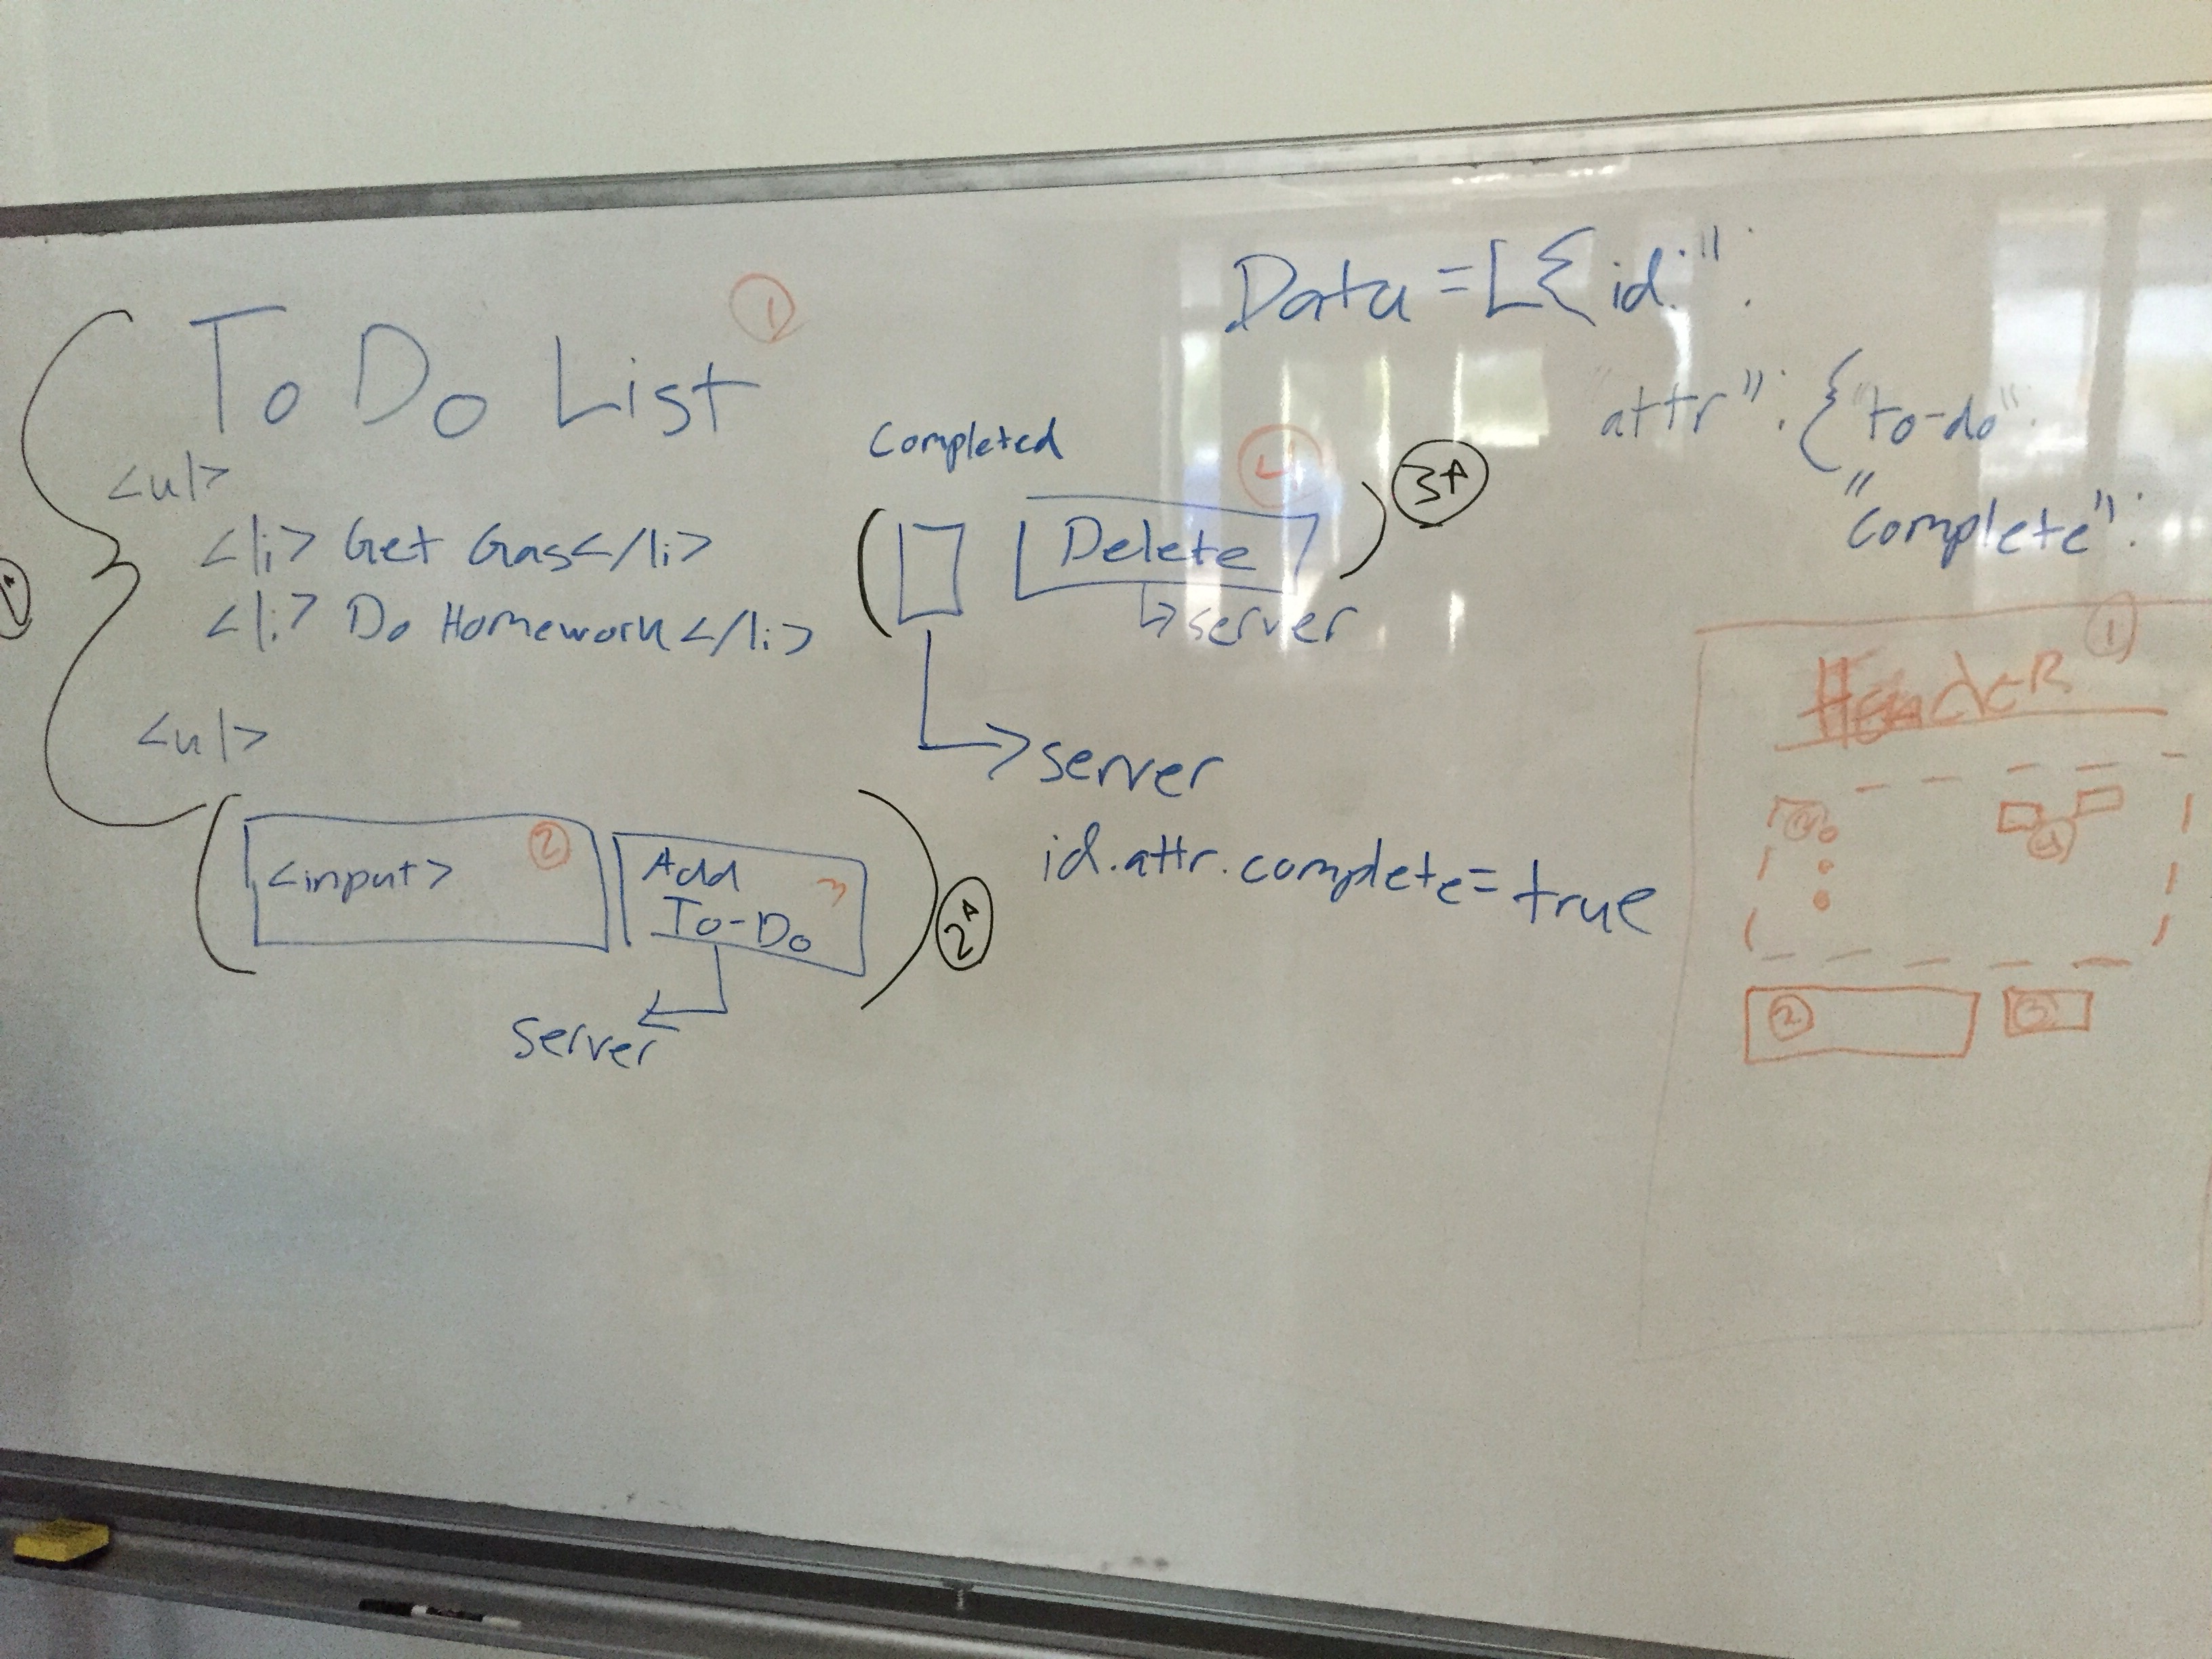 To Do List ①
<ul>
<li> Get Gas</li>
<li> Do Homework</li>
<ul>
<input> ②
Add 3
To-Do
2A
server
Completed
④
Delete
3A
server
server
id.attr.complete=true
Data =[{id:":
"attr": {"to-do":
"complete":
①
Header
④
②
③